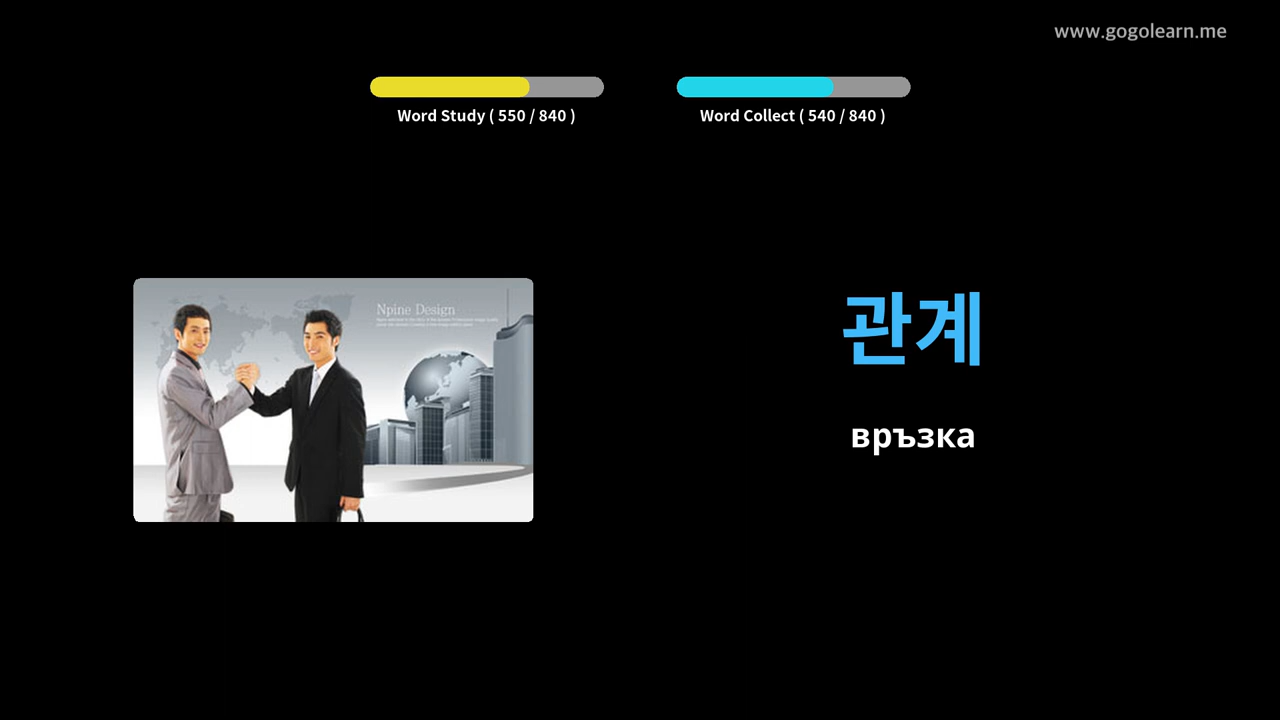 www.gogolearn.me
Word Study ( 550 / 840 )
Word Collect ( 540 / 840 )
Npine Design
관계
връзка